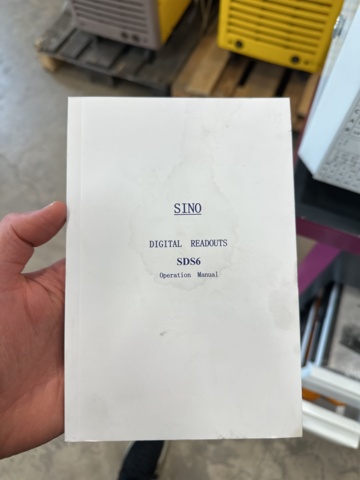 SINO
DIGITAL READOUTS
SDS6
Operation Manual